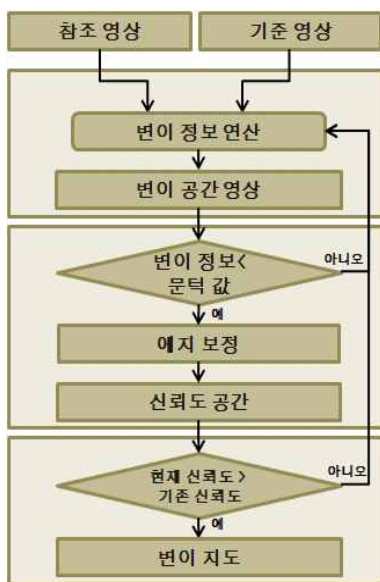 참조 영상
기준 영상
변이 정보 연산
변이 공간 영상
변이 정보<
문턱 값
아니오
예
에지 보정
신뢰도 공간
현재 신뢰도 >
기존 신뢰도
아니오
예
변이 지도